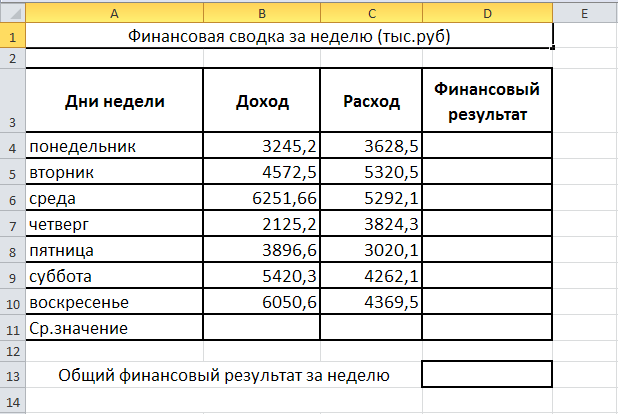 A B C D E
1 Финансовая сводка за неделю (тыс.руб)
2
3 Дни недели Доход Расход Финансовый результат
4 понедельник 3245,2 3628,5
5 вторник 4572,5 5320,5
6 среда 6251,66 5292,1
7 четверг 2125,2 3824,3
8 пятница 3896,6 3020,1
9 суббота 5420,3 4262,1
10 воскресенье 6050,6 4369,5
11 Ср.значение
12
13 Общий финансовый результат за неделю
14